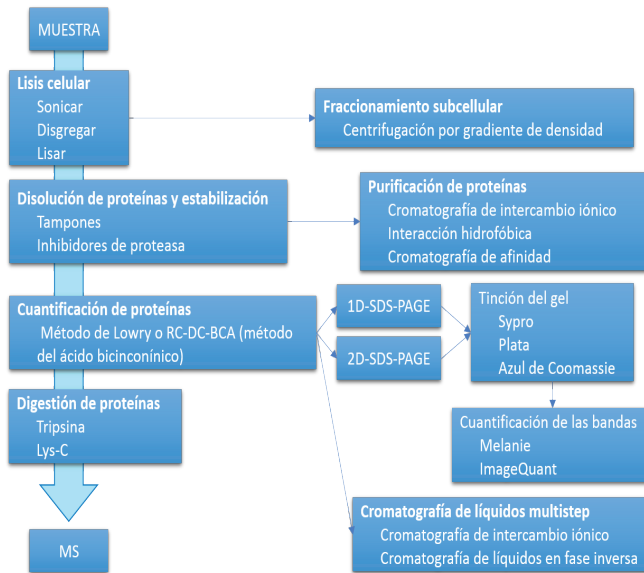 MUESTRA
Lisis celular
Sonicar
Disgregar
Lisar
Fraccionamiento subcellular
Centrifugación por gradiente de densidad
Disolución de proteínas y estabilización
Tampones
Inhibidores de proteasa
Purificación de proteínas
Cromatografía de intercambio iónico
Interacción hidrofóbica
Cromatografía de afinidad
Cuantificación de proteínas
Método de Lowry o RC-DC-BCA (método
del ácido bicinconínico)
1D-SDS-PAGE
2D-SDS-PAGE
Tinción del gel
Sypro
Plata
Azul de Coomassie
Digestión de proteínas
Tripsina
Lys-C
Cuantificación de las bandas
Melanie
ImageQuant
MS
Cromatografía de líquidos multistep
Cromatografía de intercambio iónico
Cromatografía de líquidos en fase inversa